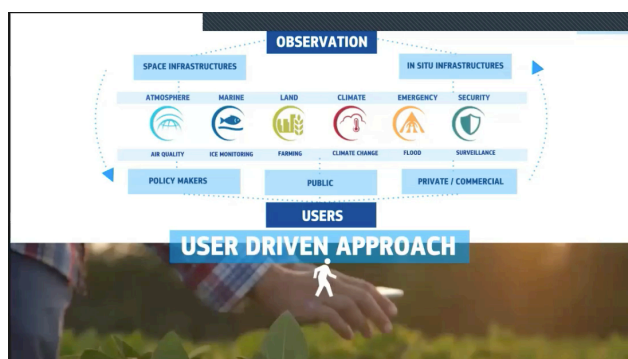 OBSERVATION
SPACE INFRASTRUCTURES
IN SITU INFRASTRUCTURES
ATMOSPHERE MARINE LAND CLIMATE EMERGENCY SECURITY
AIR QUALITY ICE MONITORING FARMING CLIMATE CHANGE FLOOD SURVEILLANCE
POLICY MAKERS PUBLIC PRIVATE / COMMERCIAL
USERS
USER DRIVEN APPROACH